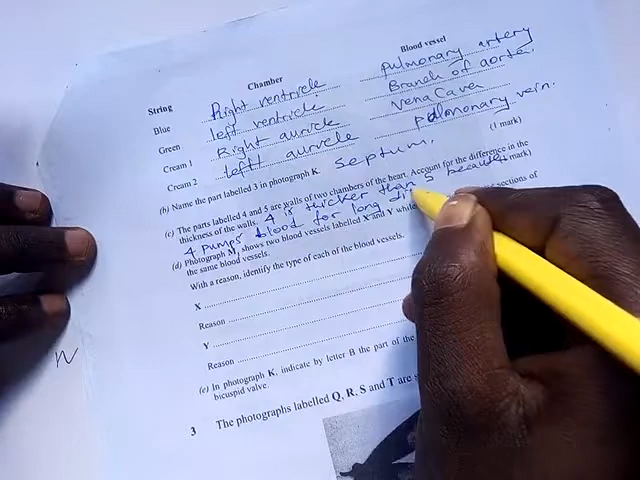 Chamber Blood vessel
String Right ventricle pulmonary artery
Blue left ventricle Branch of aorta
Green Right auricle vena Cava
Cream 1 left auricle pulmonary vein.
Cream 2
(1 mark)
(b) Name the part labelled 3 in photograph K. Septum.
(c) The parts labelled 4 and 5 are walls of two chambers of the heart. Account for the difference in the
thickness of the walls. 4 is thicker than 5 because mark)
4 pumps blood for long di
(d) Photograph M, shows two blood vessels labelled X and Y while sections of
the same blood vessels.
With a reason, identify the type of each of the blood vessels.
X
Reason
Y
Reason
(e) In photograph K, indicate by letter B the part of the
bicuspid valve.
3 The photographs labelled Q, R, S and T are
N